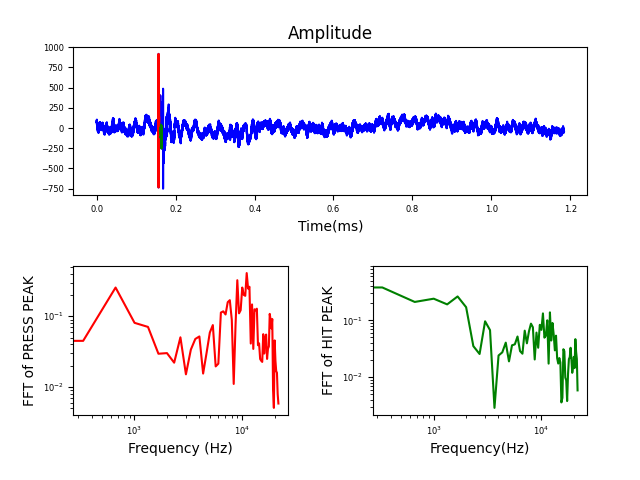 Amplitude
1000
750
500
250
0
−250
−500
−750
0.0 0.2 0.4 0.6 0.8 1.0 1.2
Time(ms)
FFT of PRESS PEAK
10⁻¹
10⁻²
10³ 10⁴
Frequency (Hz)
FFT of HIT PEAK
10⁻¹
10⁻²
10³ 10⁴
Frequency(Hz)